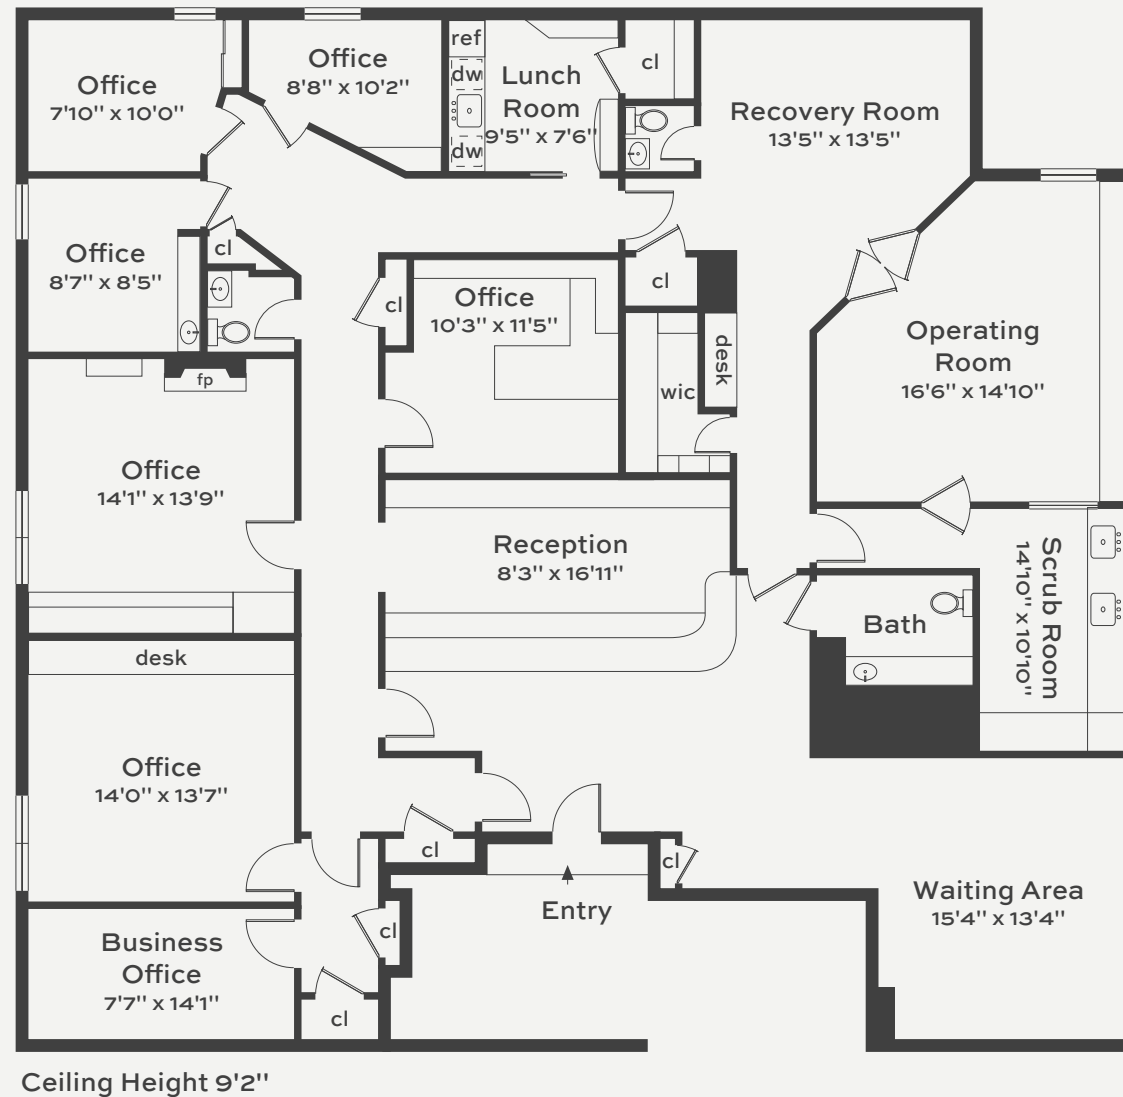 Office
7'10" x 10'0"
Office
8'8" x 10'2"
ref
dw
dw
Lunch
Room
9'5" x 7'6"
cl
Recovery Room
13'5" x 13'5"
Office
8'7" x 8'5"
cl
cl
Office
10'3" x 11'5"
cl
desk
wic
Operating
Room
16'6" x 14'10"
fp
Office
14'1" x 13'9"
Reception
8'3" x 16'11"
Scrub Room
14'10" x 10'10"
Bath
desk
Office
14'0" x 13'7"
cl
cl
Entry
Waiting Area
15'4" x 13'4"
Business
Office
7'7" x 14'1"
cl
cl
Ceiling Height 9'2"